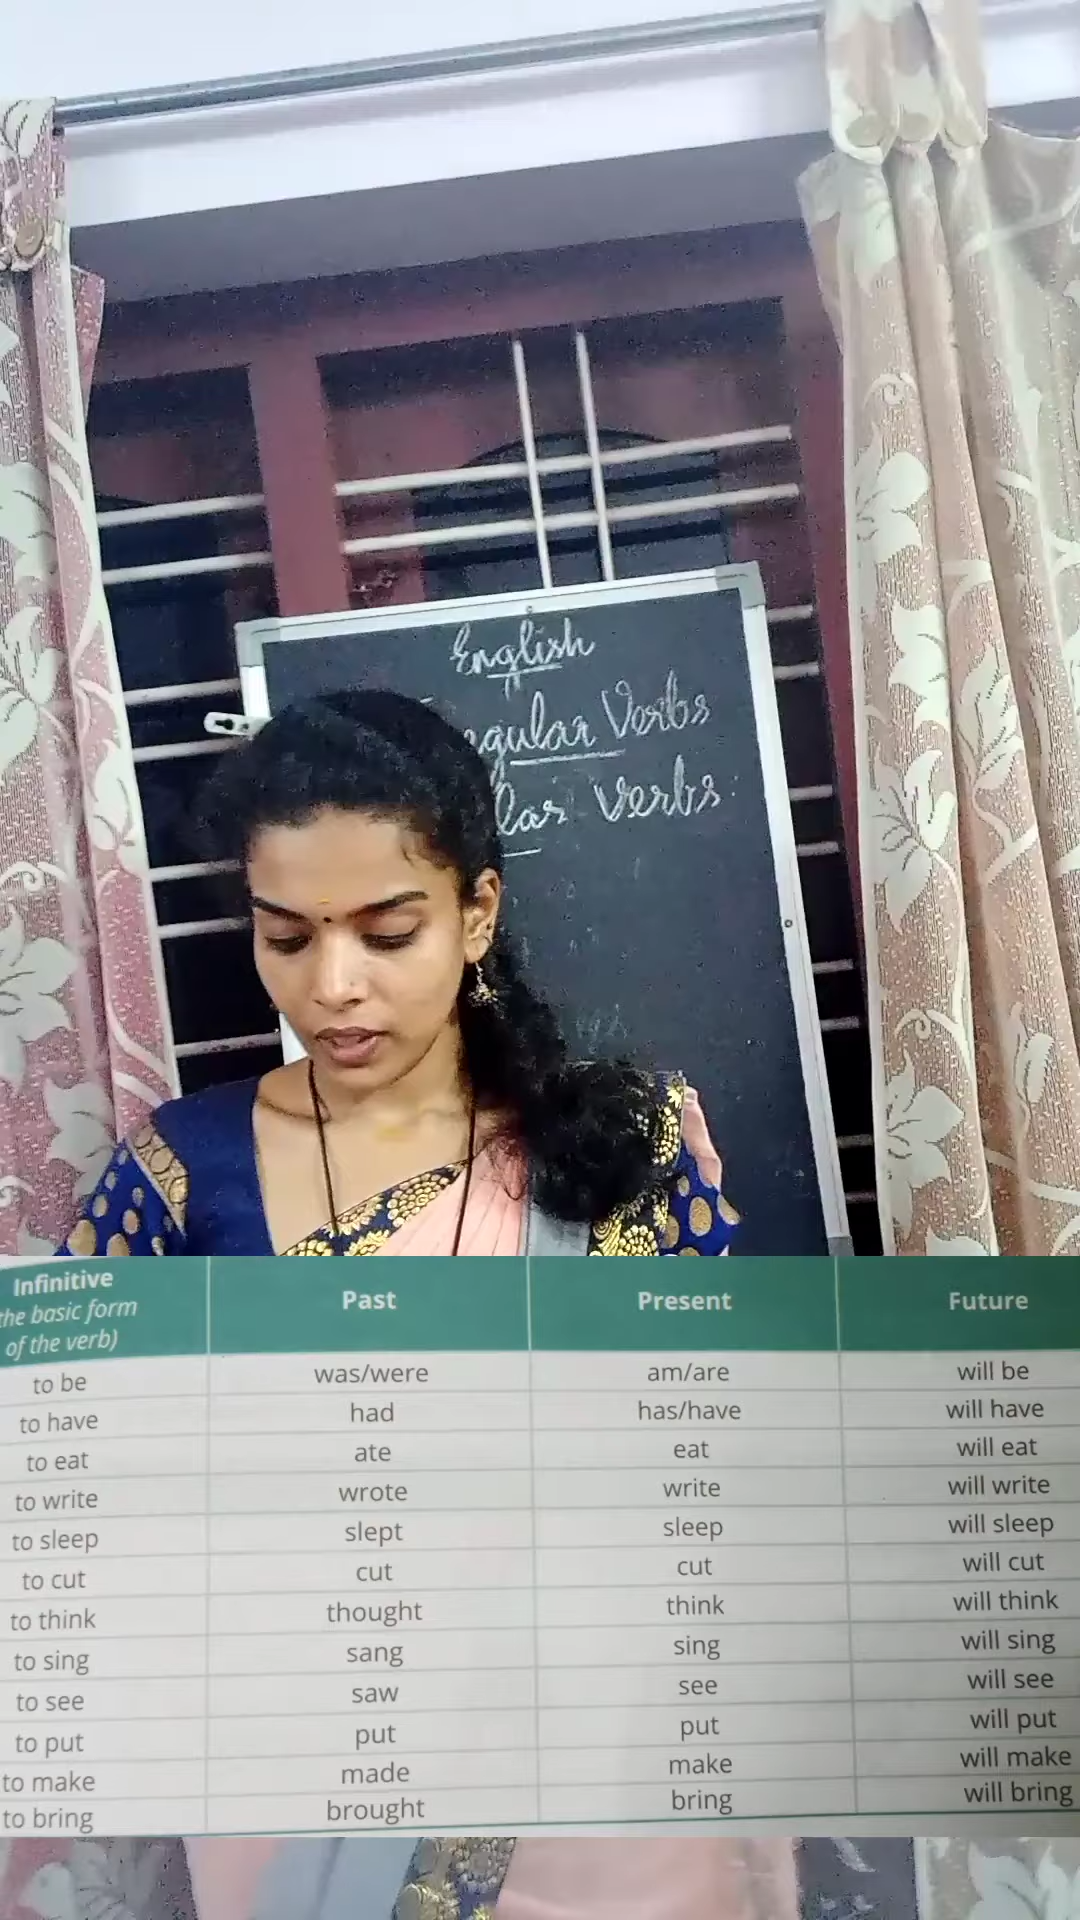 English
gular Verbs
lar verbs:
Infinitive Past Present Future
the basic form
of the verb)
to be was/were am/are will be
to have had has/have will have
to eat ate eat will eat
to write wrote write will write
to sleep slept sleep will sleep
to cut cut cut will cut
to think thought think will think
to sing sang sing will sing
to see saw see will see
to put put put will put
to make made make will make
to bring brought bring will bring